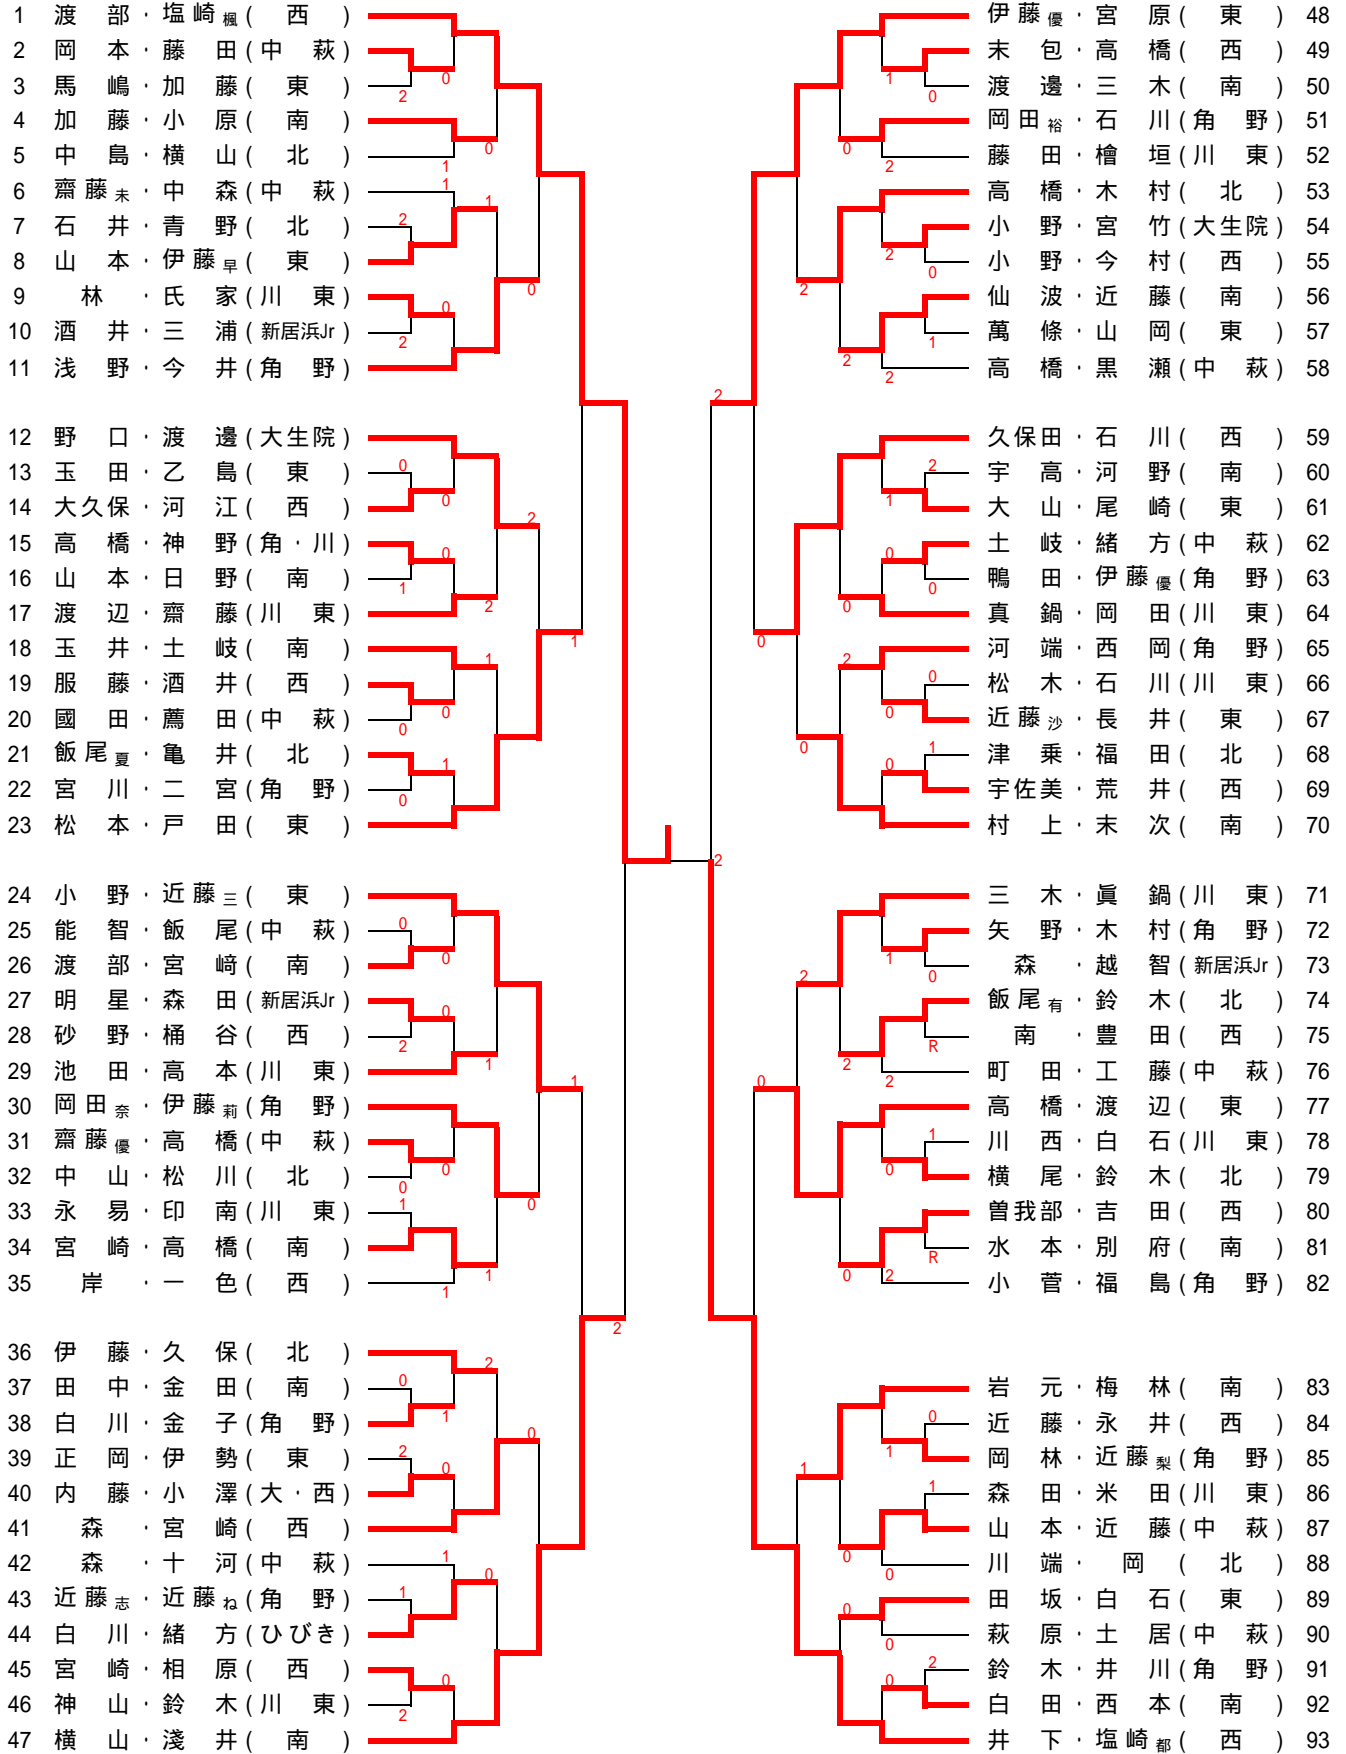 1 渡部・塩崎楓(西)
2 岡本・藤田(中萩)
3 馬嶋・加藤(東)
4 加藤・小原(南)
5 中島・横山(北)
6 齋藤未・中森(中萩)
7 石井・青野(北)
8 山本・伊藤早(東)
9 林・氏家(川東)
10 酒井・三浦(新居浜Jr)
11 浅野・今井(角野)
12 野口・渡邊(大生院)
13 玉田・乙島(東)
14 大久保・河江(西)
15 高橋・神野(角・川)
16 山本・日野(南)
17 渡辺・齋藤(川東)
18 玉井・土岐(南)
19 服藤・酒井(西)
20 國田・薦田(中萩)
21 飯尾夏・亀井(北)
22 宮川・二宮(角野)
23 松本・戸田(東)
24 小野・近藤三(東)
25 能智・飯尾(中萩)
26 渡部・宮﨑(南)
27 明星・森田(新居浜Jr)
28 砂野・桶谷(西)
29 池田・高本(川東)
30 岡田奈・伊藤莉(角野)
31 齋藤優・高橋(中萩)
32 中山・松川(北)
33 永易・印南(川東)
34 宮崎・高橋(南)
35 岸・一色(西)
36 伊藤・久保(北)
37 田中・金田(南)
38 白川・金子(角野)
39 正岡・伊勢(東)
40 内藤・小澤(大・西)
41 森・宮崎(西)
42 森・十河(中萩)
43 近藤志・近藤ね(角野)
44 白川・緒方(ひびき)
45 宮崎・相原(西)
46 神山・鈴木(川東)
47 横山・淺井(南)
伊藤優・宮原(東) 48
末包・高橋(西) 49
渡邊・三木(南) 50
岡田裕・石川(角野) 51
藤田・檜垣(川東) 52
高橋・木村(北) 53
小野・宮竹(大生院) 54
小野・今村(西) 55
仙波・近藤(南) 56
萬條・山岡(東) 57
高橋・黒瀬(中萩) 58
久保田・石川(西) 59
宇高・河野(南) 60
大山・尾崎(東) 61
土岐・緒方(中萩) 62
鴨田・伊藤優(角野) 63
真鍋・岡田(川東) 64
河端・西岡(角野) 65
松木・石川(川東) 66
近藤沙・長井(東) 67
津乗・福田(北) 68
宇佐美・荒井(西) 69
村上・末次(南) 70
三木・眞鍋(川東) 71
矢野・木村(角野) 72
森・越智(新居浜Jr) 73
飯尾有・鈴木(北) 74
南・豊田(西) 75
町田・工藤(中萩) 76
高橋・渡辺(東) 77
川西・白石(川東) 78
横尾・鈴木(北) 79
曽我部・吉田(西) 80
水本・別府(南) 81
小菅・福島(角野) 82
岩元・梅林(南) 83
近藤・永井(西) 84
岡林・近藤梨(角野) 85
森田・米田(川東) 86
山本・近藤(中萩) 87
川端・岡(北) 88
田坂・白石(東) 89
萩原・土居(中萩) 90
鈴木・井川(角野) 91
白田・西本(南) 92
井下・塩崎都(西) 93